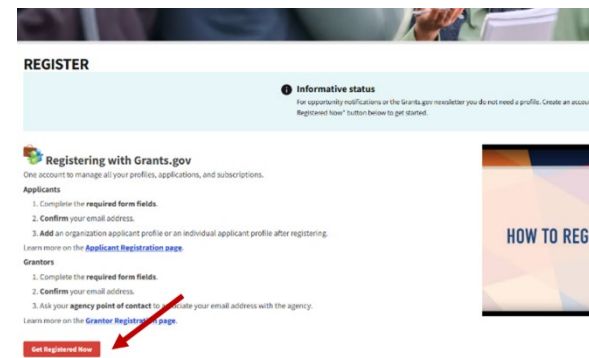 REGISTER
Informative status
For opportunity notifications or the Grants.gov newsletter you do not need a profile. Create an accou
Registered Now" button below to get started.
Registering with Grants.gov
One account to manage all your profiles, applications, and subscriptions.
Applicants
1. Complete the required form fields.
2. Confirm your email address.
3. Add an organization applicant profile or an individual applicant profile after registering.
Learn more on the Applicant Registration page.
Grantors
1. Complete the required form fields.
2. Confirm your email address.
3. Ask your agency point of contact to associate your email address with the agency.
Learn more on the Grantor Registration page.
Get Registered Now
HOW TO REG